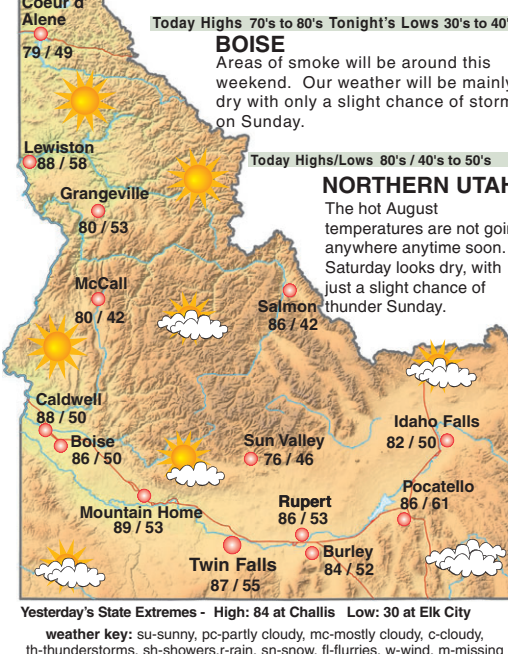 Coeur d'
Alene
79 / 49
Today Highs 70's to 80's Tonight's Lows 30's to 40'
BOISE
Areas of smoke will be around this
weekend. Our weather will be mainly
dry with only a slight chance of storm
on Sunday.
Lewiston
88 / 58
Today Highs/Lows 80's / 40's to 50's
Grangeville
80 / 53
NORTHERN UTAH
The hot August
temperatures are not goin
anywhere anytime soon.
Saturday looks dry, with
just a slight chance of
thunder Sunday.
McCall
80 / 42
Salmon
86 / 42
Caldwell
88 / 50
Boise
86 / 50
Sun Valley
76 / 46
Idaho Falls
82 / 50
Mountain Home
89 / 53
Rupert
86 / 53
Pocatello
86 / 61
Twin Falls
87 / 55
Burley
84 / 52
Yesterday's State Extremes - High: 84 at Challis Low: 30 at Elk City
weather key: su-sunny, pc-partly cloudy, mc-mostly cloudy, c-cloudy,
th-thunderstorms, sh-showers,r-rain, sn-snow, fl-flurries, w-wind, m-missing